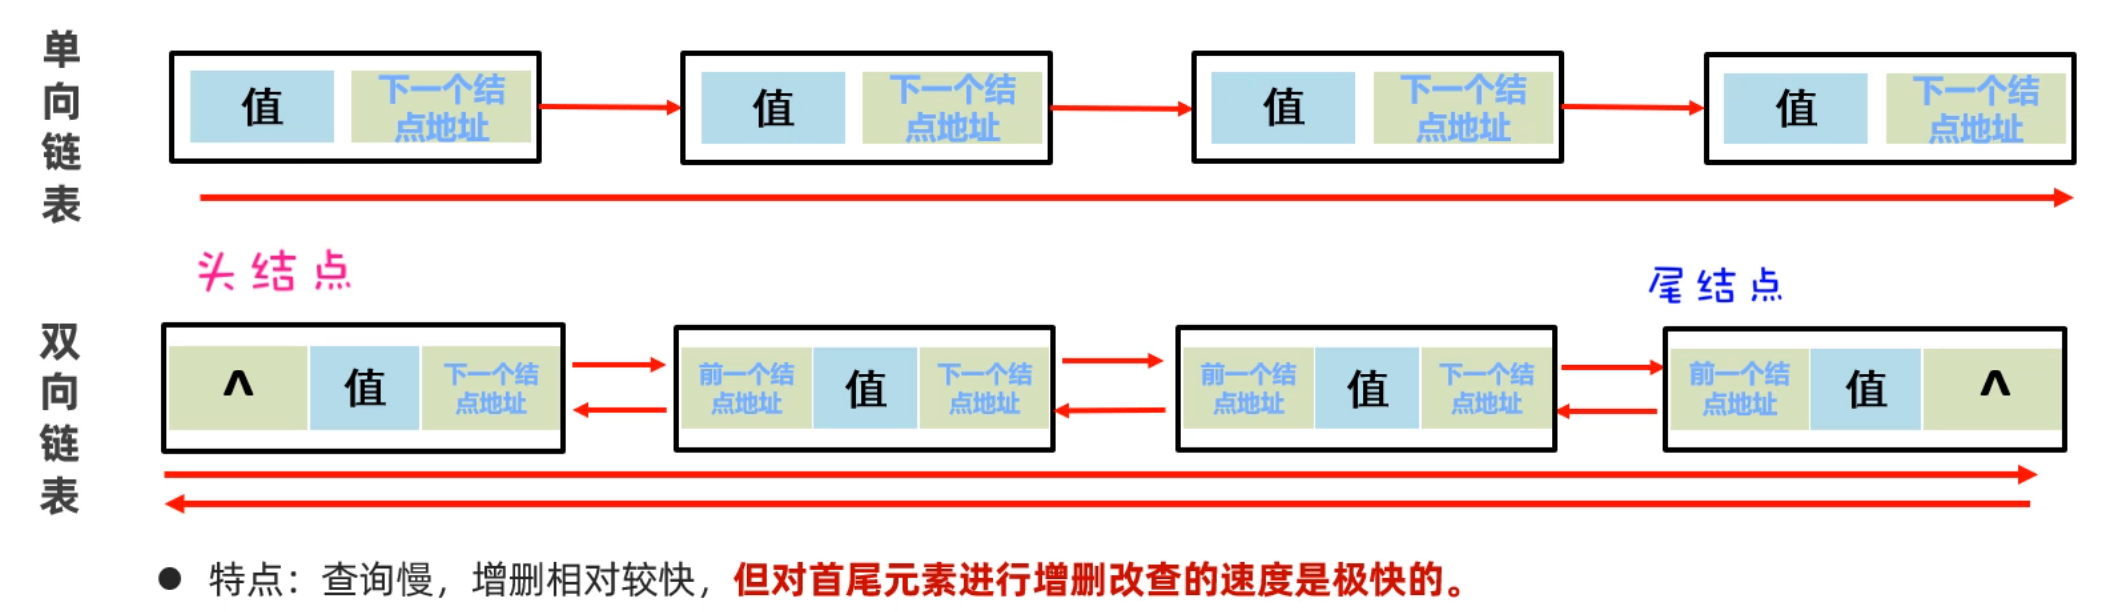 单向链表
值 下一个结点地址 值 下一个结点地址 值 下一个结点地址 值 下一个结点地址
头结点 尾结点
双向链表
^ 值 下一个结点地址 前一个结点地址 值 下一个结点地址 前一个结点地址 值 下一个结点地址 前一个结点地址 值 ^
● 特点：查询慢，增删相对较快，但对首尾元素进行增删改查的速度是极快的。